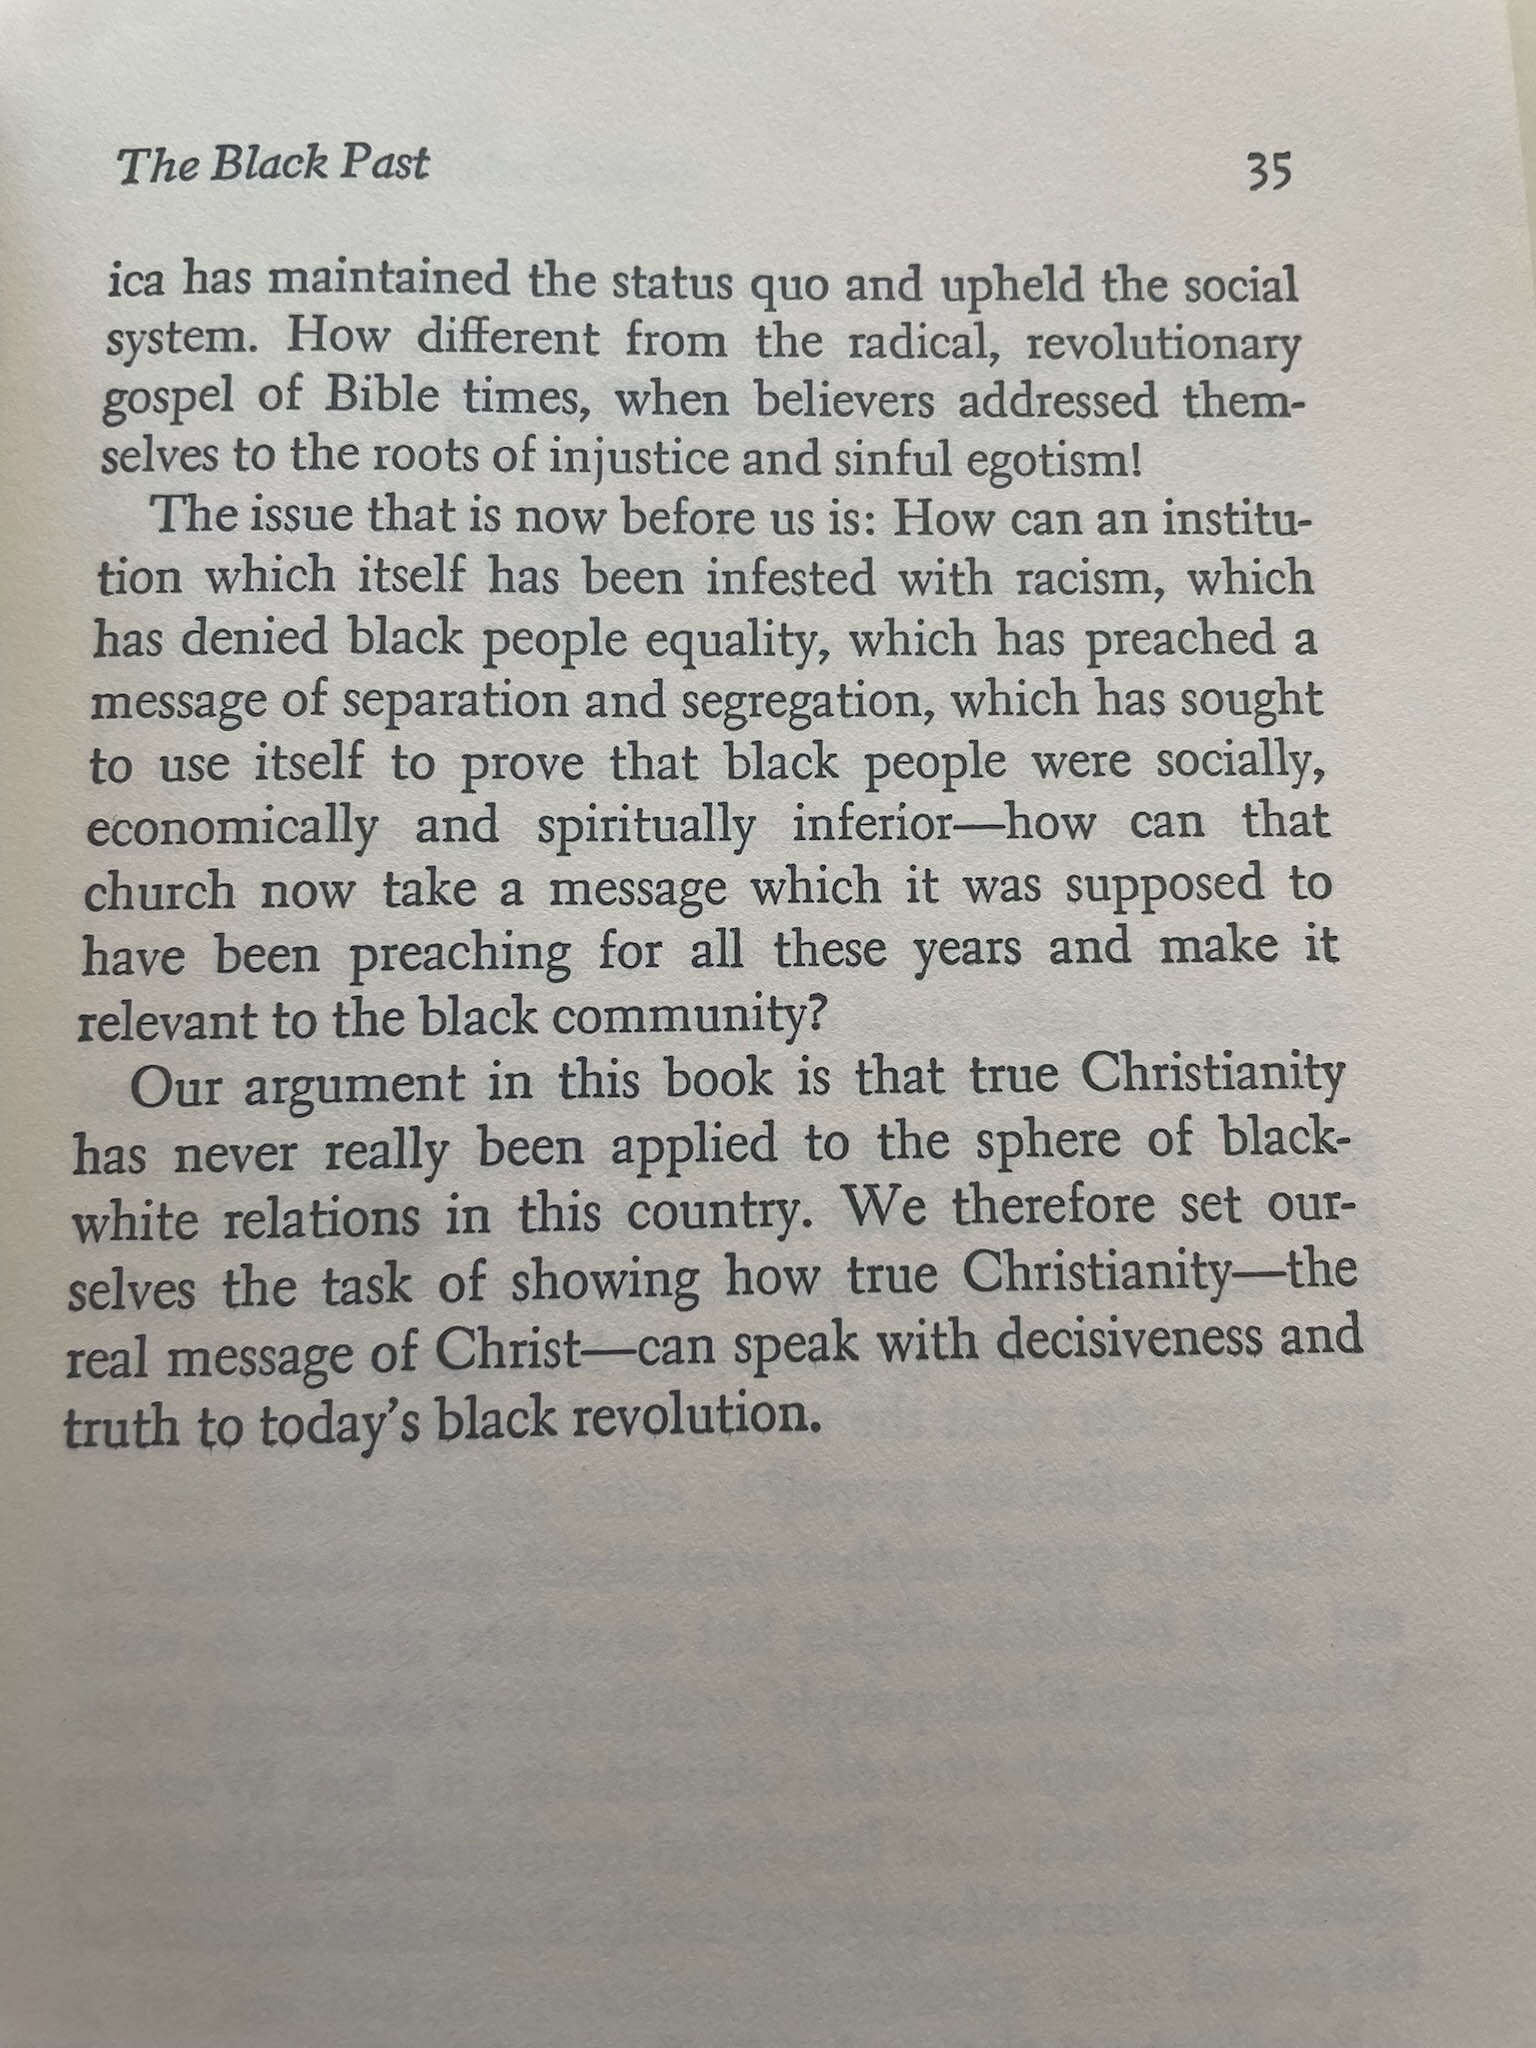 The Black Past 35
ica has maintained the status quo and upheld the social
system. How different from the radical, revolutionary
gospel of Bible times, when believers addressed them-
selves to the roots of injustice and sinful egotism!
The issue that is now before us is: How can an institu-
tion which itself has been infested with racism, which
has denied black people equality, which has preached a
message of separation and segregation, which has sought
to use itself to prove that black people were socially,
economically and spiritually inferior—how can that
church now take a message which it was supposed to
have been preaching for all these years and make it
relevant to the black community?
Our argument in this book is that true Christianity
has never really been applied to the sphere of black-
white relations in this country. We therefore set our-
selves the task of showing how true Christianity—the
real message of Christ—can speak with decisiveness and
truth to today's black revolution.